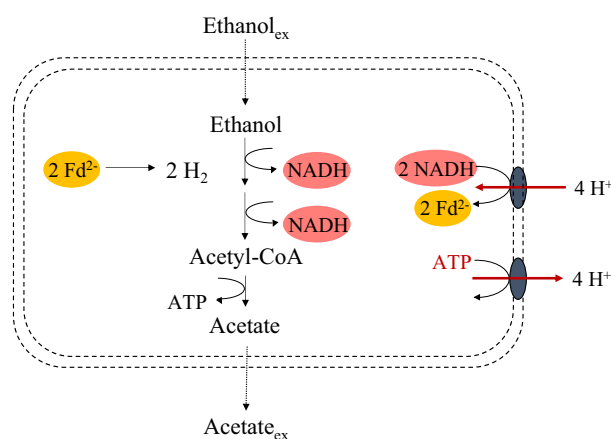 Ethanolₑₓ
Ethanol
2 Fd²⁻
2 H₂
NADH
2 NADH
4 H⁺
2 Fd²⁻
NADH
Acetyl-CoA
ATP
4 H⁺
ATP
Acetate
Acetateₑₓ